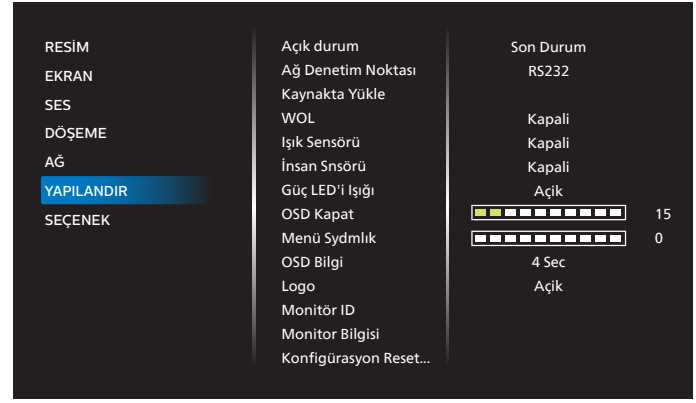 RESİM
EKRAN
SES
DÖŞEME
AĞ
YAPILANDIR
SEÇENEK
Açık durum Son Durum
Ağ Denetim Noktası RS232
Kaynakta Yükle
WOL Kapali
Işık Sensörü Kapali
İnsan Snsörü Kapali
Güç LED'i Işığı Açik
OSD Kapat 15
Menü Sydmlık 0
OSD Bilgi 4 Sec
Logo Açik
Monitör ID
Monitor Bilgisi
Konfigürasyon Reset...